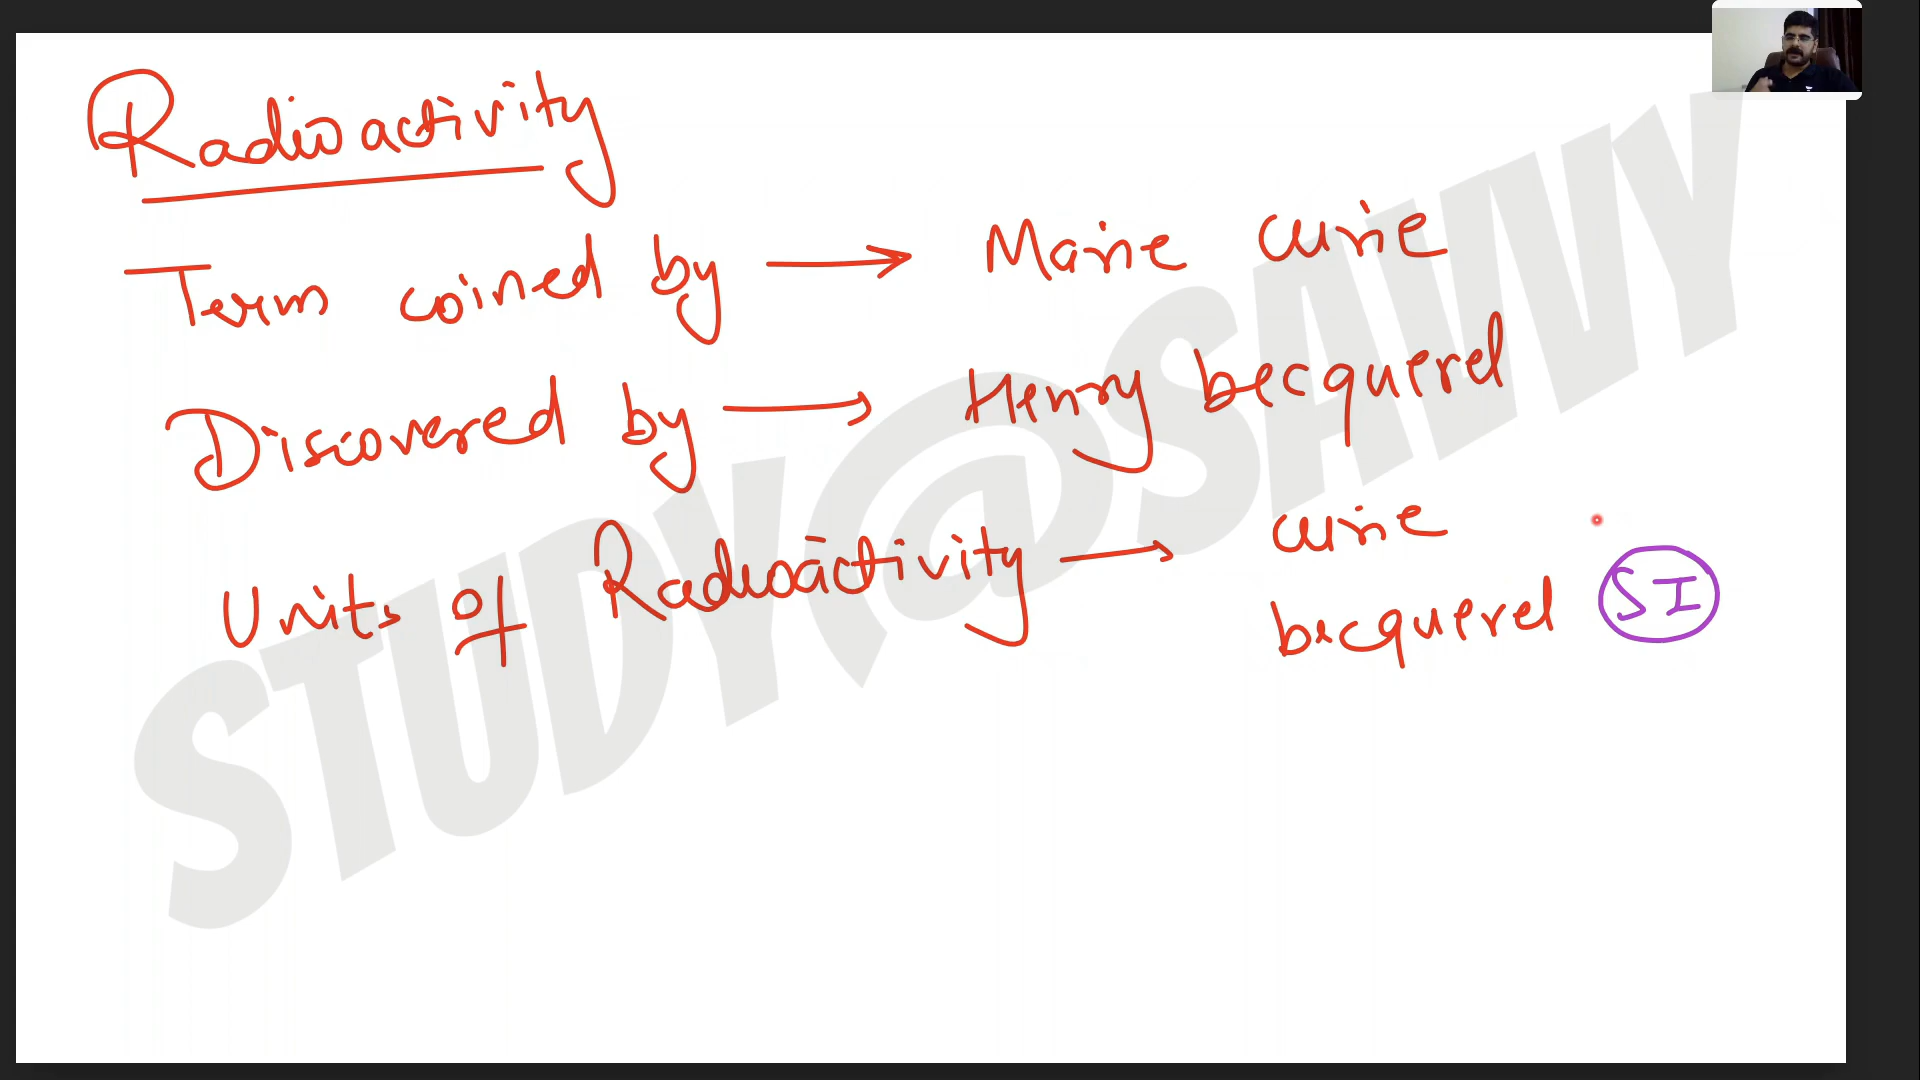 Radioactivity
Term coined by → Marie Curie
Discovered by → Henry becquerel
Units of Radioactivity → curie
becquerel SI
STUDY@SAVVY